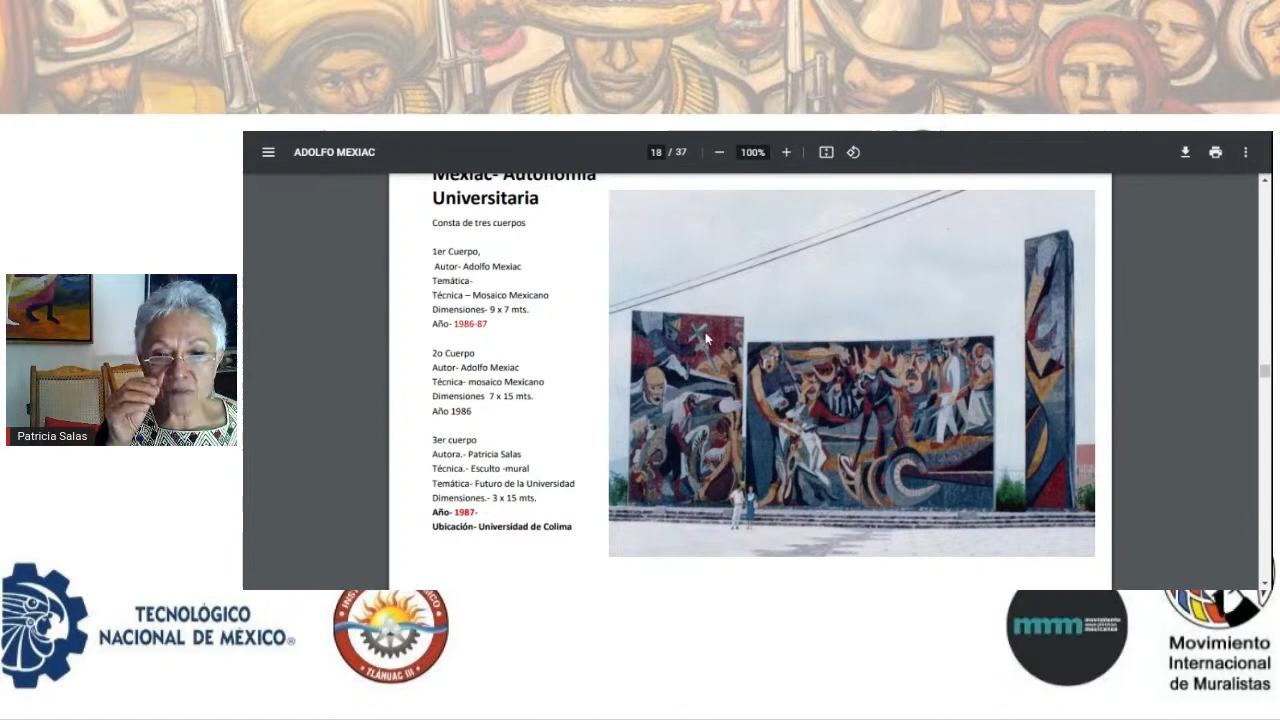 ADOLFO MEXIAC
18 / 37
100%
Mexiac- Autonomía
Universitaria
Consta de tres cuerpos
1er Cuerpo,
Autor- Adolfo Mexiac
Temática-
Técnica – Mosaico Mexicano
Dimensiones- 9 x 7 mts.
Año- 1986-87
2o Cuerpo
Autor- Adolfo Mexiac
Técnica- mosaico Mexicano
Dimensiones 7 x 15 mts.
Año 1986
3er cuerpo
Autora.- Patricia Salas
Técnica.- Esculto -mural
Temática- Futuro de la Universidad
Dimensiones.- 3 x 15 mts.
Año- 1987-
Ubicación- Universidad de Colima
Patricia Salas
TECNOLÓGICO
NACIONAL DE MÉXICO®
TLÁHUAC III
mmm
Movimiento
Internacional
de Muralistas